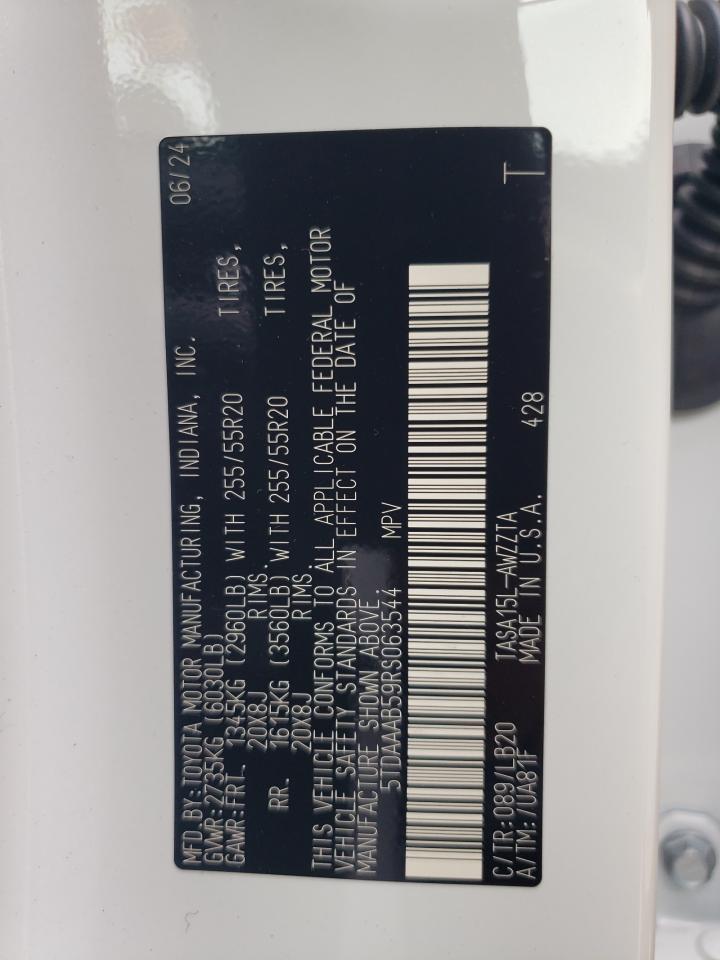 MFD.BY:TOYOTA MOTOR MANUFACTURING, INDIANA, INC. 06/24
GVWR:2735KG (6030LB)
GAWR:FRT. 1345KG (2960LB) WITH 255/55R20 TIRES,
20X8J RIMS.
RR. 1615KG (3560LB) WITH 255/55R20 TIRES,
20X8J RIMS
THIS VEHICLE CONFORMS TO ALL APPLICABLE FEDERAL MOTOR
VEHICLE SAFETY STANDARDS IN EFFECT ON THE DATE OF
MANUFACTURE SHOWN ABOVE.
5TDAAAB59RS063544 MPV
C/TR:089/LB20 TASA15L-AWZZTA T
A/TM:/UA81F MADE IN U.S.A. 428